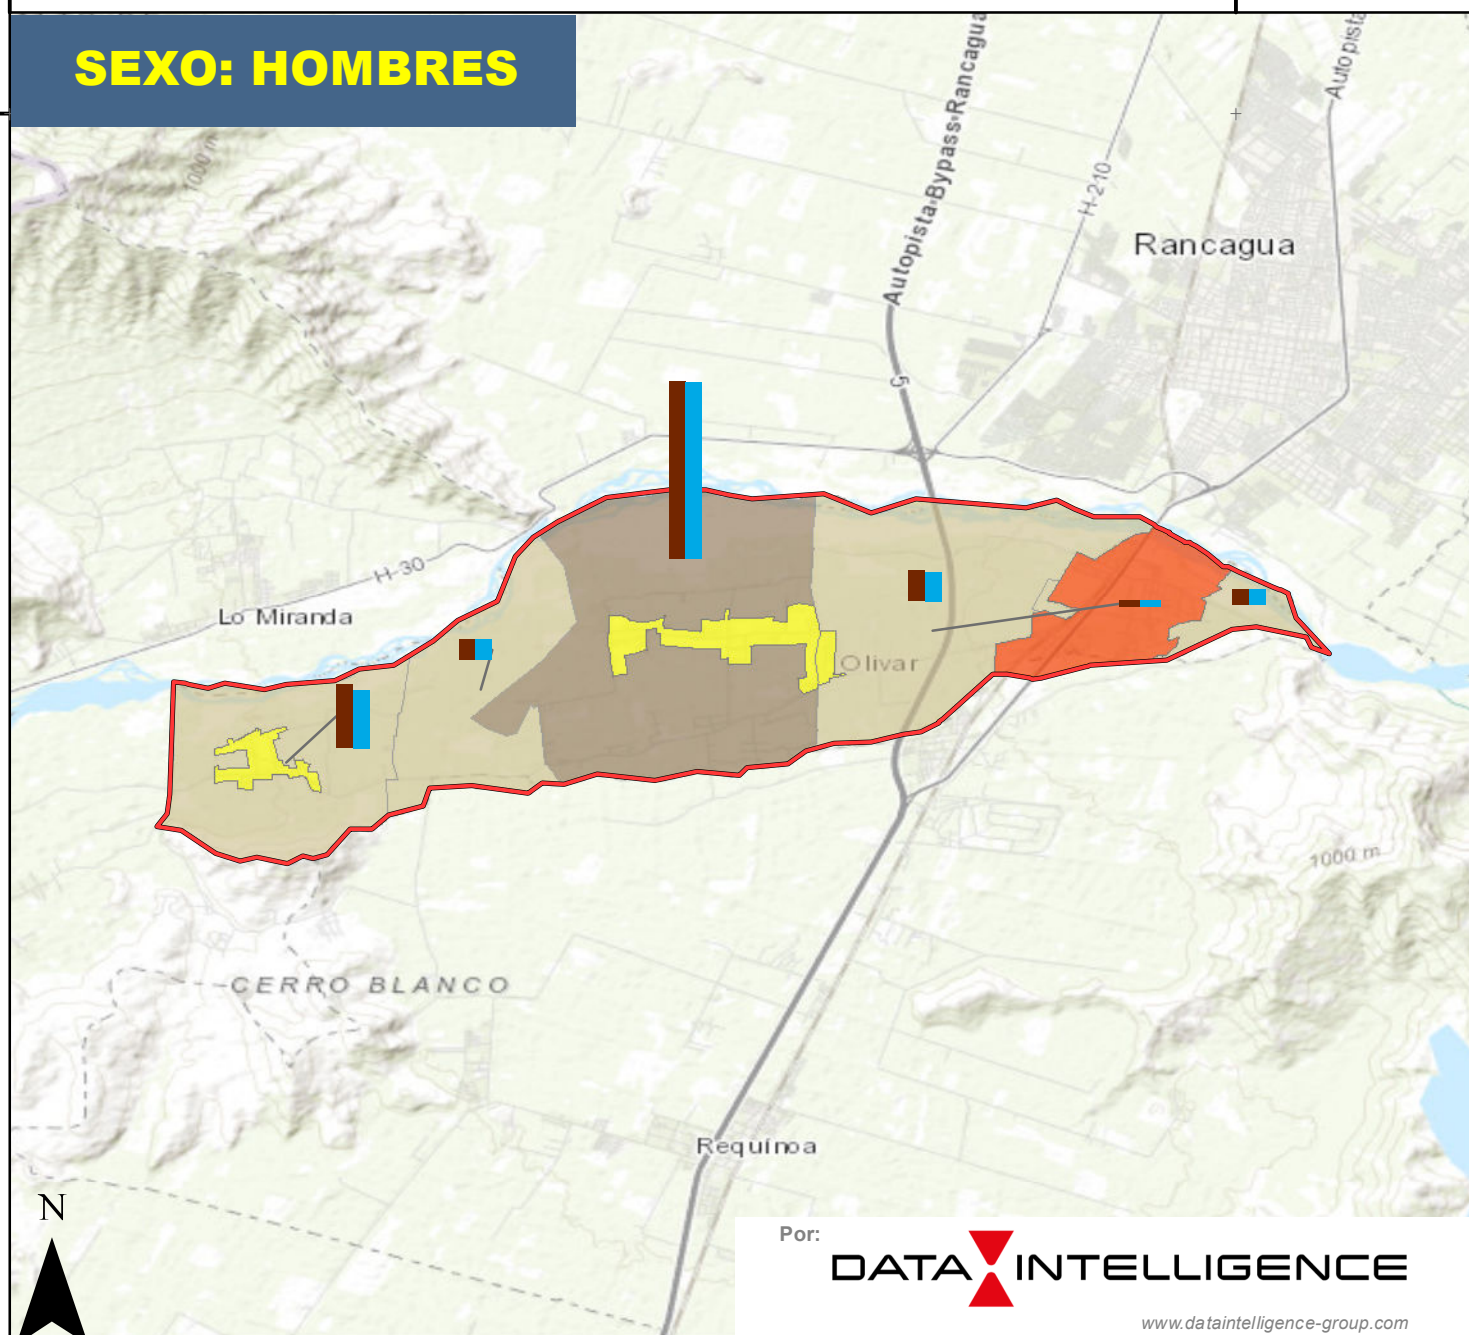 SEXO: HOMBRES
Autopista
Autopista-Bypass-Rancagua
1000 m
H-210
Rancagua
5
H-30
Lo Miranda
Olivar
1000 m
CERRO BLANCO
Requínoa
N
Por:
DATA INTELLIGENCE
www.dataintelligence-group.com